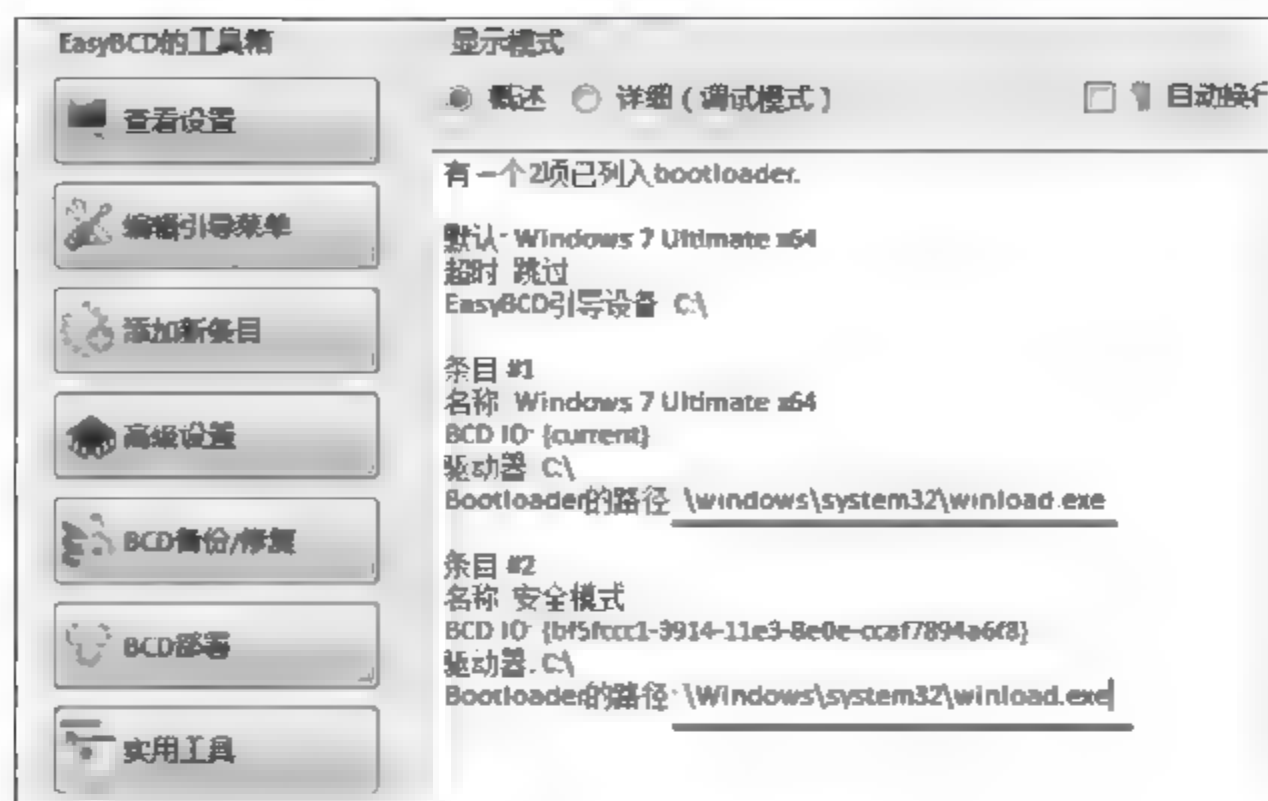 EasyBCD的工具箱
查看设置
编辑引导菜单
添加新条目
高级设置
BCD备份/修复
BCD部署
实用工具
显示模式
概述 详细（调试模式） 自动换行
有一个2项已列入bootloader.
默认: Windows 7 Ultimate x64
超时 跳过
EasyBCD引导设备 C:\
条目 #1
名称 Windows 7 Ultimate x64
BCD ID: {current}
驱动器 C:\
Bootloader的路径 \windows\system32\winload.exe
条目 #2
名称 安全模式
BCD ID: {bf5fccc1-3914-11e3-8e0e-ccaf7894a6f8}
驱动器. C:\
Bootloader的路径: \Windows\system32\winload.exe